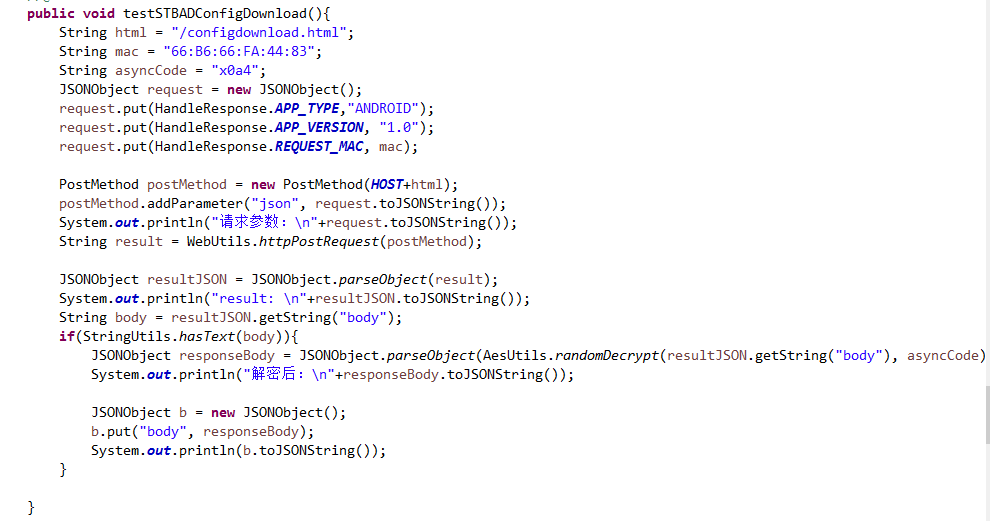 public void testSTBADConfigDownload(){
String html = "/configdownload.html";
String mac = "66:B6:66:FA:44:83";
String asyncCode = "x0a4";
JSONObject request = new JSONObject();
request.put(HandleResponse.APP_TYPE,"ANDROID");
request.put(HandleResponse.APP_VERSION, "1.0");
request.put(HandleResponse.REQUEST_MAC, mac);
PostMethod postMethod = new PostMethod(HOST+html);
postMethod.addParameter("json", request.toJSONString());
System.out.println("请求参数：\n"+request.toJSONString());
String result = WebUtils.httpPostRequest(postMethod);
JSONObject resultJSON = JSONObject.parseObject(result);
System.out.println("result: \n"+resultJSON.toJSONString());
String body = resultJSON.getString("body");
if(StringUtils.hasText(body)){
JSONObject responseBody = JSONObject.parseObject(AesUtils.randomDecrypt(resultJSON.getString("body"), asyncCode)
System.out.println("解密后：\n"+responseBody.toJSONString());
JSONObject b = new JSONObject();
b.put("body", responseBody);
System.out.println(b.toJSONString());
}
}